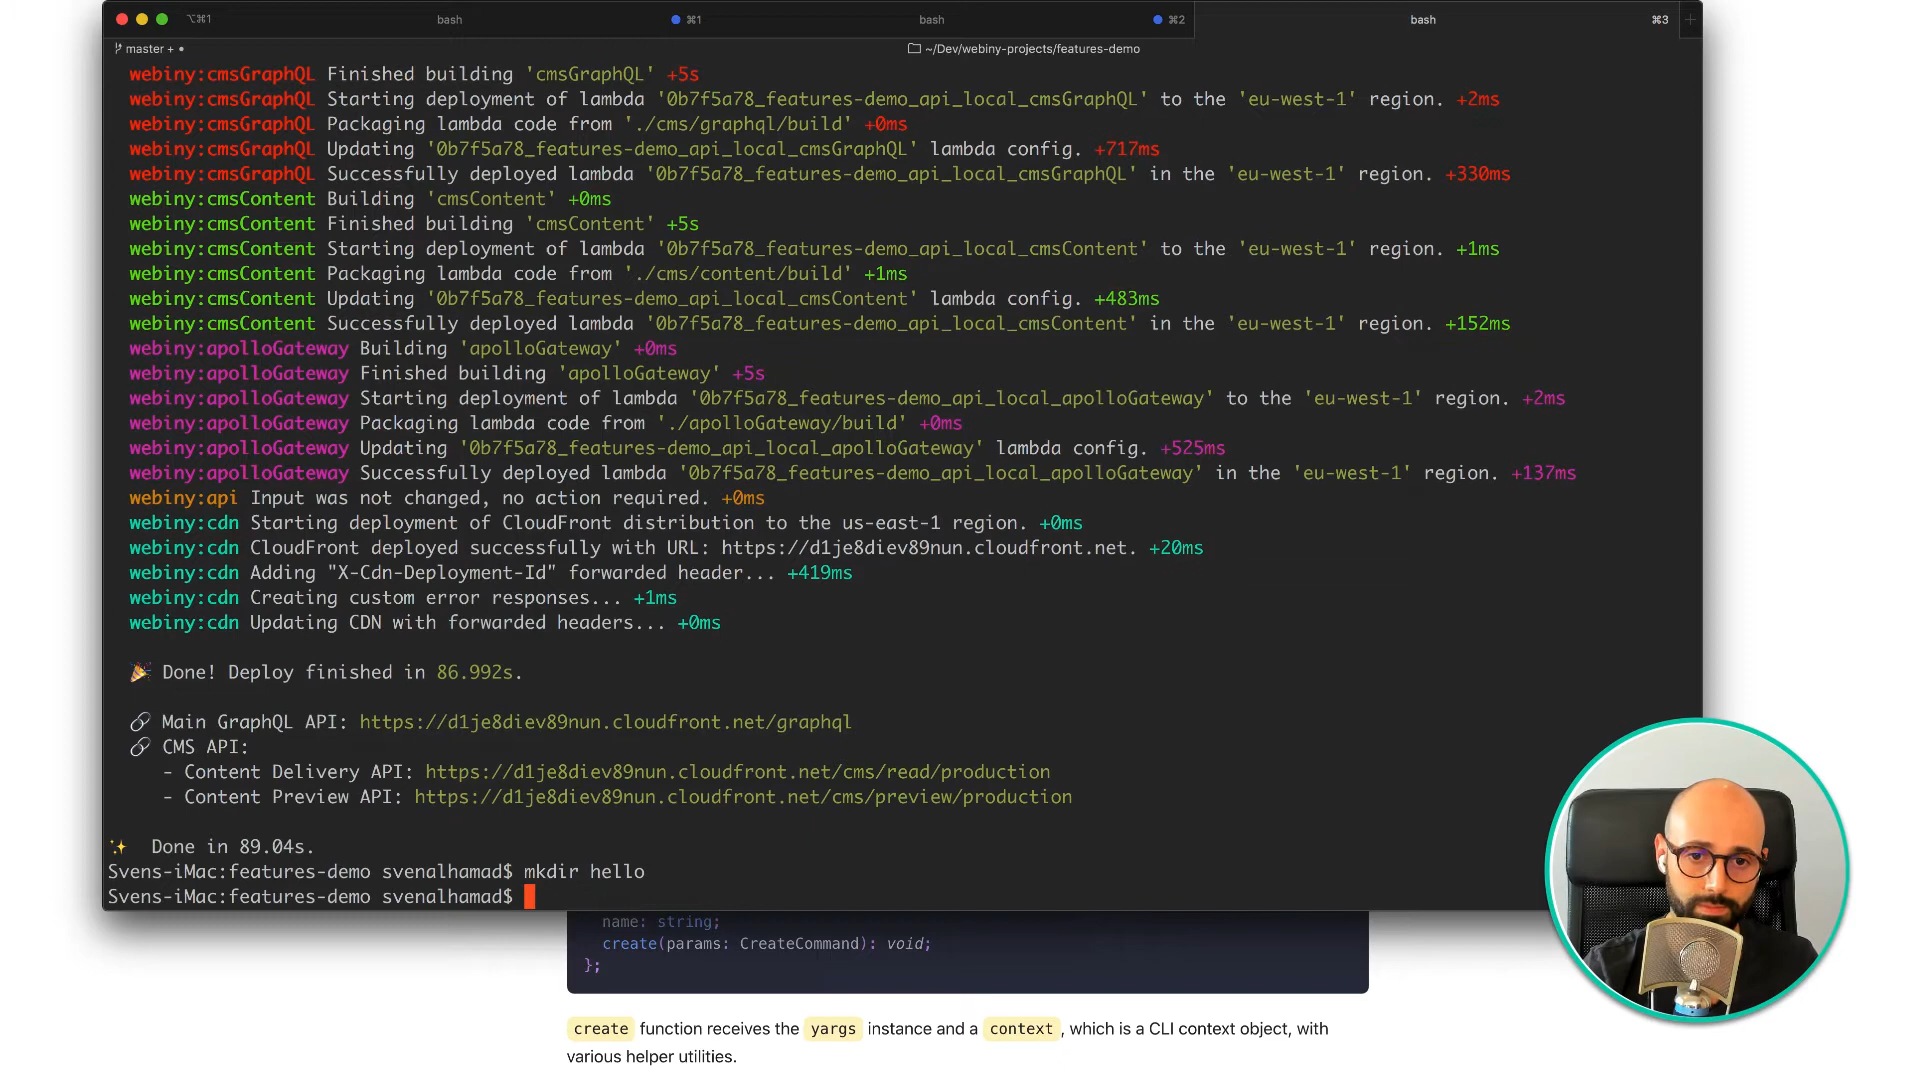 ⌥⌘1 bash ⌘1 bash ⌘2 bash ⌘3 +
master + • ~/Dev/webiny-projects/features-demo
webiny:cmsGraphQL Finished building 'cmsGraphQL' +5s
webiny:cmsGraphQL Starting deployment of lambda '0b7f5a78_features-demo_api_local_cmsGraphQL' to the 'eu-west-1' region. +2ms
webiny:cmsGraphQL Packaging lambda code from './cms/graphql/build' +0ms
webiny:cmsGraphQL Updating '0b7f5a78_features-demo_api_local_cmsGraphQL' lambda config. +717ms
webiny:cmsGraphQL Successfully deployed lambda '0b7f5a78_features-demo_api_local_cmsGraphQL' in the 'eu-west-1' region. +330ms
webiny:cmsContent Building 'cmsContent' +0ms
webiny:cmsContent Finished building 'cmsContent' +5s
webiny:cmsContent Starting deployment of lambda '0b7f5a78_features-demo_api_local_cmsContent' to the 'eu-west-1' region. +1ms
webiny:cmsContent Packaging lambda code from './cms/content/build' +1ms
webiny:cmsContent Updating '0b7f5a78_features-demo_api_local_cmsContent' lambda config. +483ms
webiny:cmsContent Successfully deployed lambda '0b7f5a78_features-demo_api_local_cmsContent' in the 'eu-west-1' region. +152ms
webiny:apolloGateway Building 'apolloGateway' +0ms
webiny:apolloGateway Finished building 'apolloGateway' +5s
webiny:apolloGateway Starting deployment of lambda '0b7f5a78_features-demo_api_local_apolloGateway' to the 'eu-west-1' region. +2ms
webiny:apolloGateway Packaging lambda code from './apolloGateway/build' +0ms
webiny:apolloGateway Updating '0b7f5a78_features-demo_api_local_apolloGateway' lambda config. +525ms
webiny:apolloGateway Successfully deployed lambda '0b7f5a78_features-demo_api_local_apolloGateway' in the 'eu-west-1' region. +137ms
webiny:api Input was not changed, no action required. +0ms
webiny:cdn Starting deployment of CloudFront distribution to the us-east-1 region. +0ms
webiny:cdn CloudFront deployed successfully with URL: https://d1je8diev89nun.cloudfront.net. +20ms
webiny:cdn Adding "X-Cdn-Deployment-Id" forwarded header... +419ms
webiny:cdn Creating custom error responses... +1ms
webiny:cdn Updating CDN with forwarded headers... +0ms
🎉 Done! Deploy finished in 86.992s.
🔗 Main GraphQL API: https://d1je8diev89nun.cloudfront.net/graphql
🔗 CMS API:
- Content Delivery API: https://d1je8diev89nun.cloudfront.net/cms/read/production
- Content Preview API: https://d1je8diev89nun.cloudfront.net/cms/preview/production
✨ Done in 89.04s.
Svens-iMac:features-demo svenalhamad$ mkdir hello
Svens-iMac:features-demo svenalhamad$
name: string;
create(params: CreateCommand): void;
};
create function receives the yargs instance and a context, which is a CLI context object, with
various helper utilities.